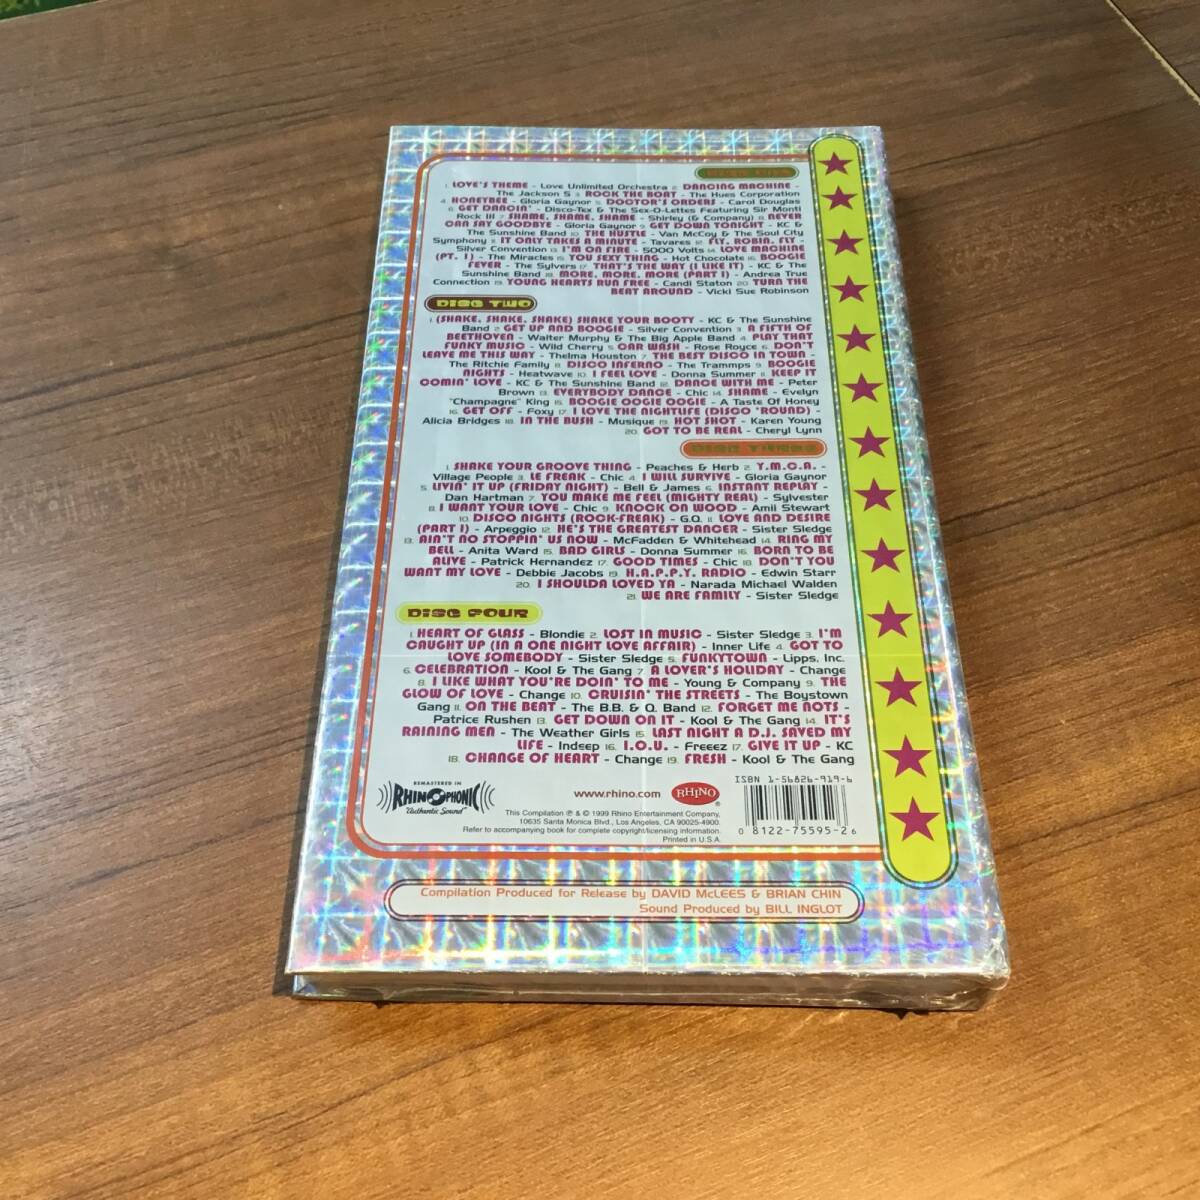 DISC ONE
1. LOVE'S THEME - Love Unlimited Orchestra 2. DANCING MACHINE -
The Jackson 5 3. ROCK THE BOAT - The Hues Corporation
4. HONEYBEE - Gloria Gaynor 5. DOCTOR'S ORDERS - Carol Douglas
6. GET DANCIN' - Disco-Tex & The Sex-O-Lettes Featuring Sir Monti
Rock III 7. SHAME, SHAME, SHAME - Shirley (& Company) 8. NEVER
CAN SAY GOODBYE - Gloria Gaynor 9. GET DOWN TONIGHT - KC &
The Sunshine Band 10. THE HUSTLE - Van McCoy & The Soul City
Symphony 11. IT ONLY TAKES A MINUTE - Tavares 12. FLY, ROBIN, FLY -
Silver Convention 13. I'M ON FIRE - 5000 Volts 14. LOVE MACHINE
(PT. 1) - The Miracles 15. YOU SEXY THING - Hot Chocolate 16. BOOGIE
FEVER - The Sylvers 17. THAT'S THE WAY (I LIKE IT) - KC & The
Sunshine Band 18. MORE, MORE, MORE (PART 1) - Andrea True
Connection 19. YOUNG HEARTS RUN FREE - Candi Staton 20. TURN THE
BEAT AROUND - Vicki Sue Robinson
DISC TWO
1. (SHAKE, SHAKE, SHAKE) SHAKE YOUR BOOTY - KC & The Sunshine
Band 2. GET UP AND BOOGIE - Silver Convention 3. A FIFTH OF
BEETHOVEN - Walter Murphy & The Big Apple Band 4. PLAY THAT
FUNKY MUSIC - Wild Cherry 5. CAR WASH - Rose Royce 6. DON'T
LEAVE ME THIS WAY - Thelma Houston 7. THE BEST DISCO IN TOWN -
The Ritchie Family 8. DISCO INFERNO - The Trammps 9. BOOGIE
NIGHTS - Heatwave 10. I FEEL LOVE - Donna Summer 11. KEEP IT
COMIN' LOVE - KC & The Sunshine Band 12. DANCE WITH ME - Peter
Brown 13. EVERYBODY DANCE - Chic 14. SHAME - Evelyn
"Champagne" King 15. BOOGIE OOGIE OOGIE - A Taste Of Honey
16. GET OFF - Foxy 17. I LOVE THE NIGHTLIFE (DISCO 'ROUND) -
Alicia Bridges 18. IN THE BUSH - Musique 19. HOT SHOT - Karen Young
20. GOT TO BE REAL - Cheryl Lynn
DISC THREE
1. SHAKE YOUR GROOVE THING - Peaches & Herb 2. Y.M.C.A. -
Village People 3. LE FREAK - Chic 4. I WILL SURVIVE - Gloria Gaynor
5. LIVIN' IT UP (FRIDAY NIGHT) - Bell & James 6. INSTANT REPLAY -
Dan Hartman 7. YOU MAKE ME FEEL (MIGHTY REAL) - Sylvester
8. I WANT YOUR LOVE - Chic 9. KNOCK ON WOOD - Amii Stewart
10. DISCO NIGHTS (ROCK-FREAK) - G.Q. 11. LOVE AND DESIRE
(PART 1) - Arpeggio 12. HE'S THE GREATEST DANCER - Sister Sledge
13. AIN'T NO STOPPIN' US NOW - McFadden & Whitehead 14. RING MY
BELL - Anita Ward 15. BAD GIRLS - Donna Summer 16. BORN TO BE
ALIVE - Patrick Hernandez 17. GOOD TIMES - Chic 18. DON'T YOU
WANT MY LOVE - Debbie Jacobs 19. H.A.P.P.Y. RADIO - Edwin Starr
20. I SHOULDA LOVED YA - Narada Michael Walden
21. WE ARE FAMILY - Sister Sledge
DISC FOUR
1. HEART OF GLASS - Blondie 2. LOST IN MUSIC - Sister Sledge 3. I'M
CAUGHT UP (IN A ONE NIGHT LOVE AFFAIR) - Inner Life 4. GOT TO
LOVE SOMEBODY - Sister Sledge 5. FUNKYTOWN - Lipps, Inc.
6. CELEBRATION - Kool & The Gang 7. A LOVER'S HOLIDAY - Change
8. I LIKE WHAT YOU'RE DOIN' TO ME - Young & Company 9. THE
GLOW OF LOVE - Change 10. CRUISIN' THE STREETS - The Boystown
Gang 11. ON THE BEAT - The B.B. & Q. Band 12. FORGET ME NOTS -
Patrice Rushen 13. GET DOWN ON IT - Kool & The Gang 14. IT'S
RAINING MEN - The Weather Girls 15. LAST NIGHT A D.J. SAVED MY
LIFE - Indeep 16. I.O.U. - Freeez 17. GIVE IT UP - KC
18. CHANGE OF HEART - Change 19. FRESH - Kool & The Gang
REMASTERED IN
RHINOPHONIC
"Authentic Sound"
www.rhino.com
RHINO
ISBN 1-56826-919-6
0 8122-75595-2 6
This Compilation ℗ & © 1999 Rhino Entertainment Company,
10635 Santa Monica Blvd., Los Angeles, CA 90025-4900.
Refer to accompanying book for complete copyright/licensing information.
Printed in U.S.A.
Compilation Produced for Release by DAVID McLEES & BRIAN CHIN
Sound Produced by BILL INGLOT